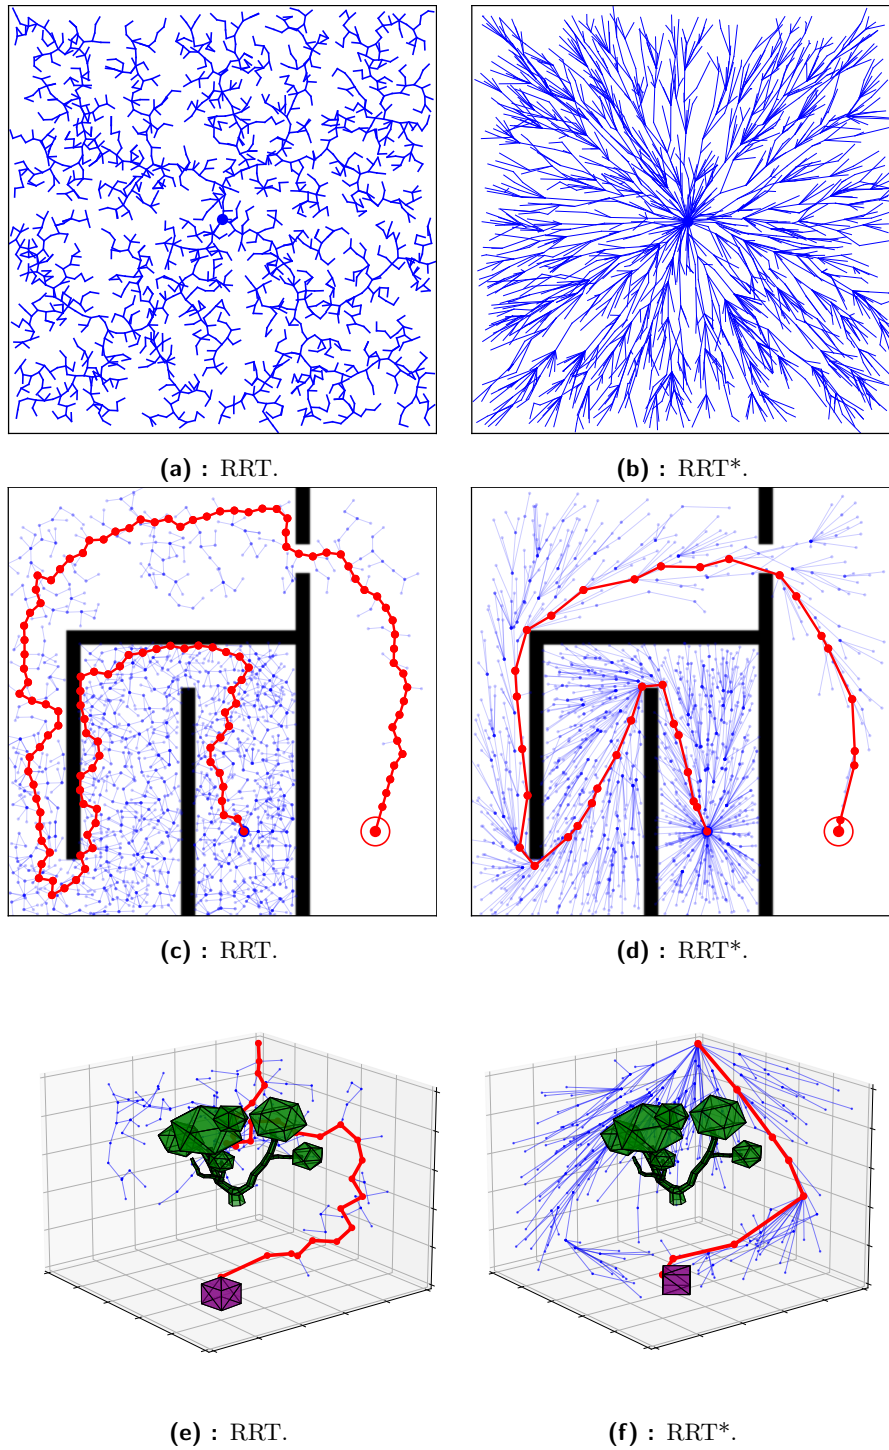 (a) : RRT.
(b) : RRT*.
(c) : RRT.
(d) : RRT*.
(e) : RRT.
(f) : RRT*.